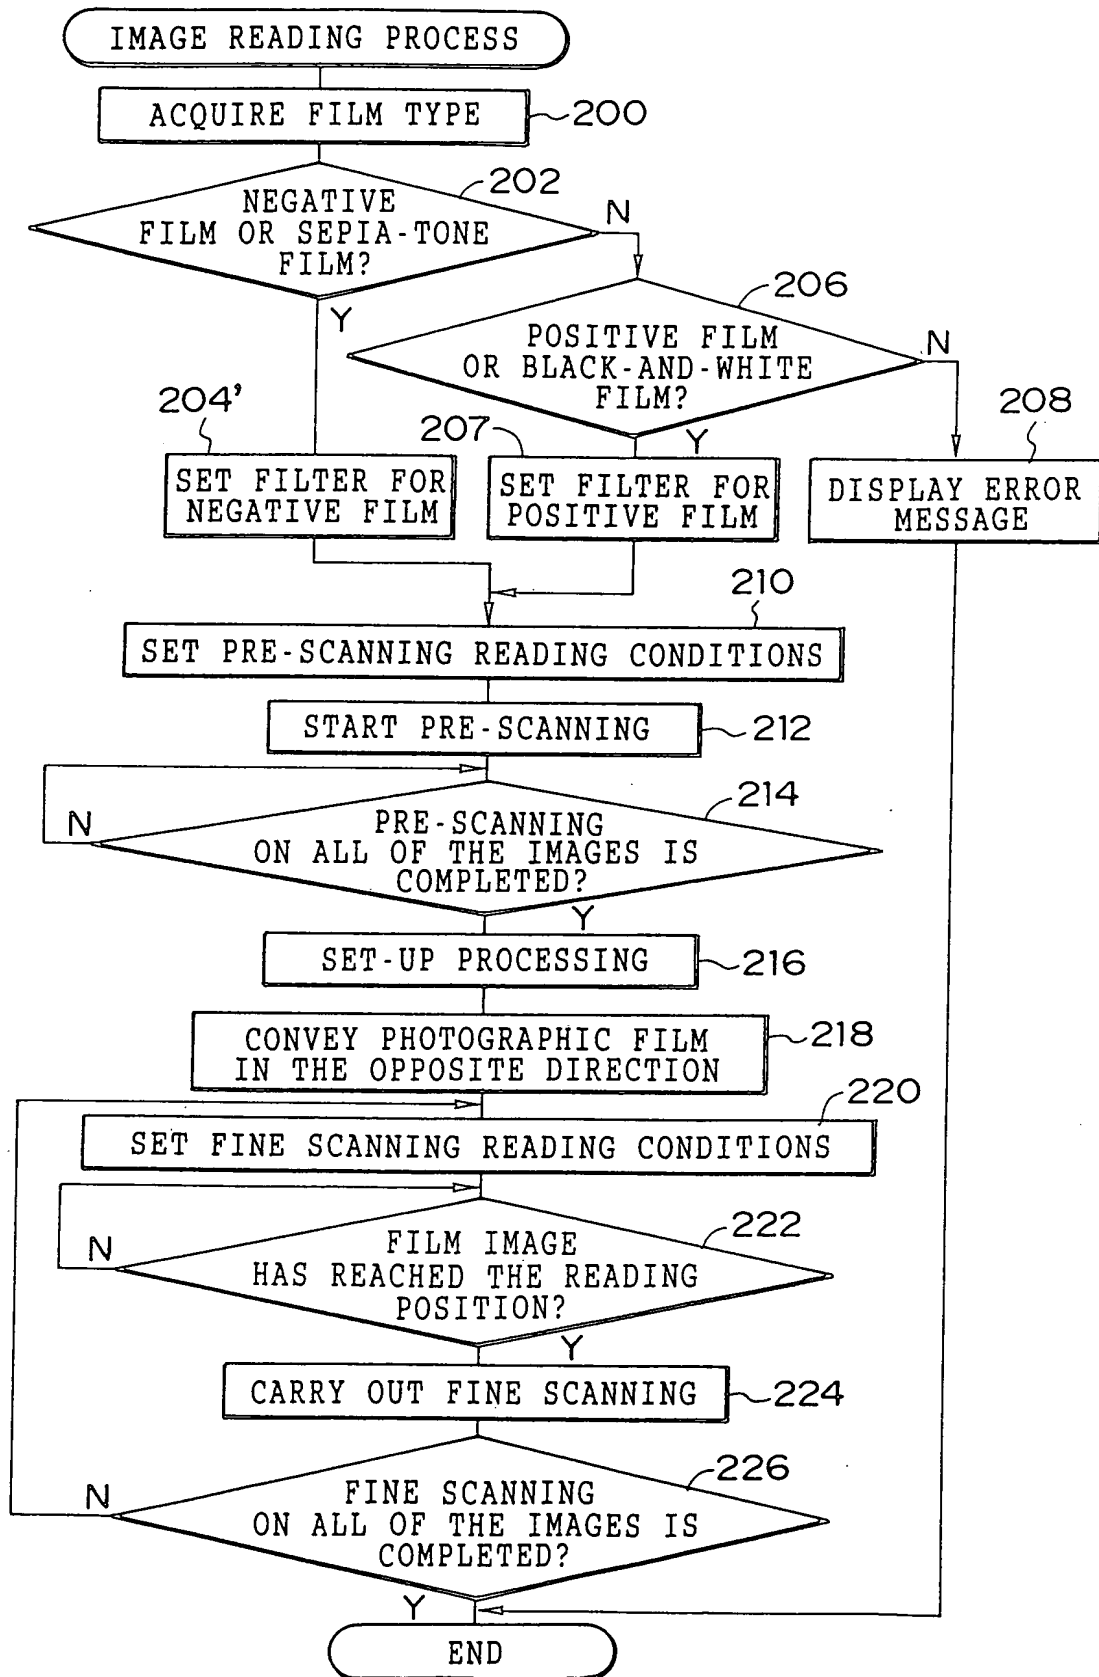 IMAGE READING PROCESS
ACQUIRE FILM TYPE
200
202
NEGATIVE
FILM OR SEPIA-TONE
FILM?
N
Y
206
POSITIVE FILM
OR BLACK-AND-WHITE
FILM?
N
Y
204'
SET FILTER FOR
NEGATIVE FILM
207
SET FILTER FOR
POSITIVE FILM
208
DISPLAY ERROR
MESSAGE
210
SET PRE-SCANNING READING CONDITIONS
START PRE-SCANNING
212
214
N
PRE-SCANNING
ON ALL OF THE IMAGES IS
COMPLETED?
Y
SET-UP PROCESSING
216
CONVEY PHOTOGRAPHIC FILM
IN THE OPPOSITE DIRECTION
218
220
SET FINE SCANNING READING CONDITIONS
222
N
FILM IMAGE
HAS REACHED THE READING
POSITION?
Y
CARRY OUT FINE SCANNING
224
226
N
FINE SCANNING
ON ALL OF THE IMAGES IS
COMPLETED?
Y
END